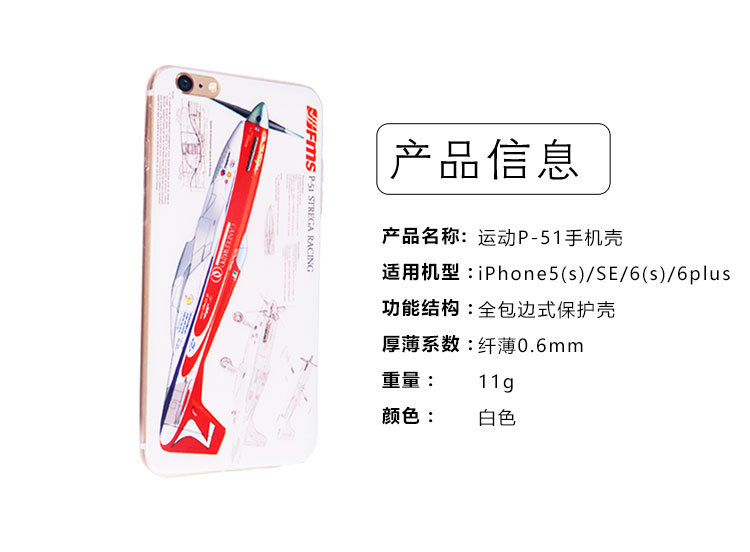 FMS
P-51 STREGA RACING
产品信息
产品名称: 运动P-51手机壳
适用机型：iPhone5(s)/SE/6(s)/6plus
功能结构：全包边式保护壳
厚薄系数：纤薄0.6mm
重量： 11g
颜色： 白色